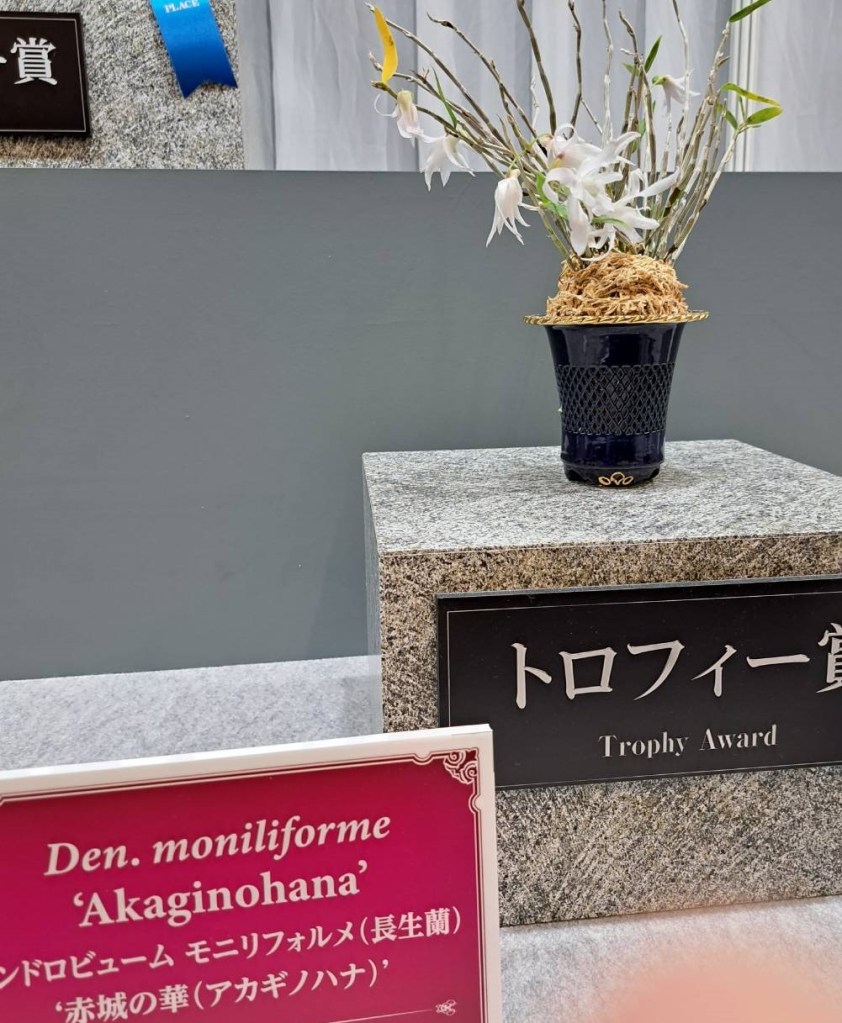 PLACE
ー賞
トロフィー賞
Trophy Award
Den. moniliforme
‘Akaginohana’
ンドロビューム モニリフォルメ(長生蘭)
‘赤城の華(アカギノハナ)’